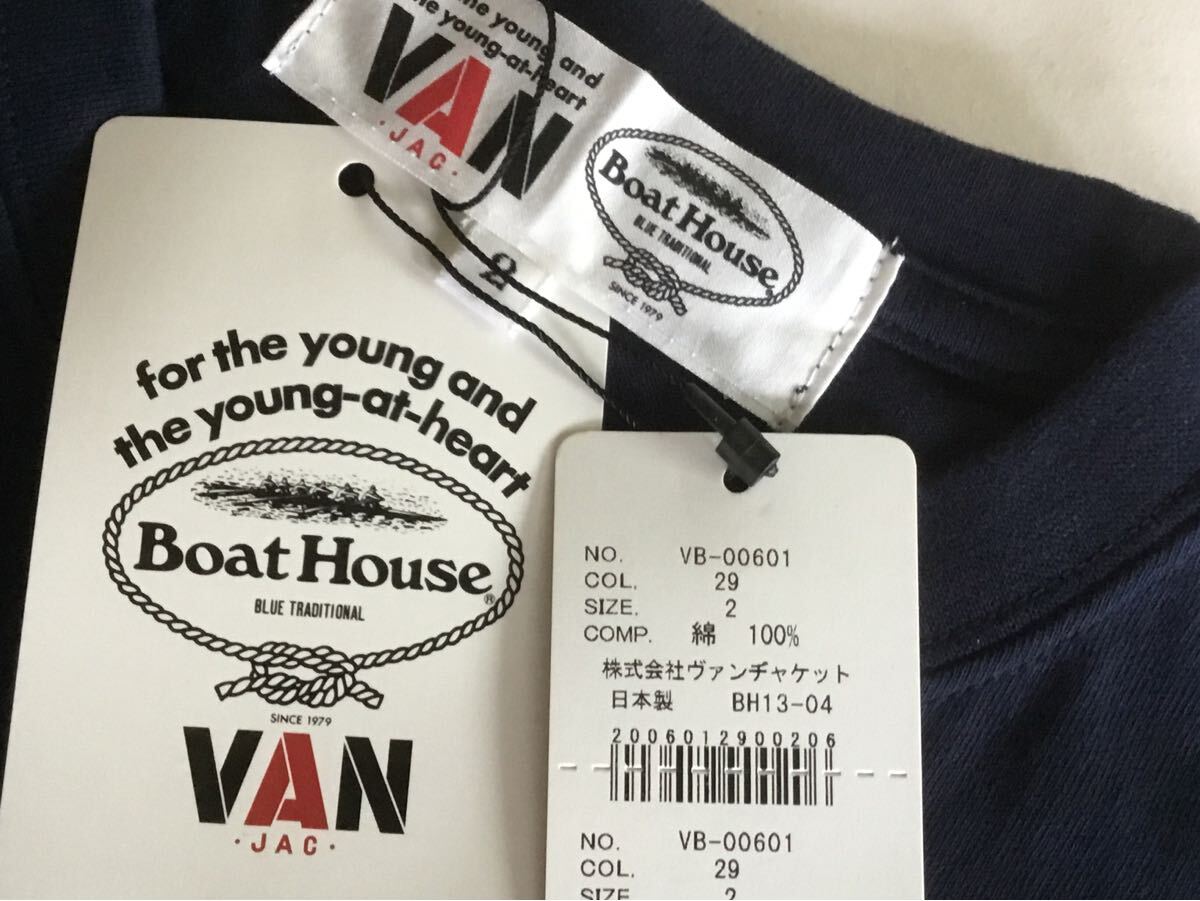 the young and
the young-at-heart
VAN
・JAC・
Boat House
BLUE TRADITIONAL
SINCE 1979
2
for the young and
the young-at-heart
Boat House®
BLUE TRADITIONAL
SINCE 1979
VAN
・JAC・
NO. VB-00601
COL. 29
SIZE. 2
COMP. 綿 100%
株式会社ヴァンヂャケット
日本製 BH13-04
2006012900206
NO. VB-00601
COL. 29
SIZE 2